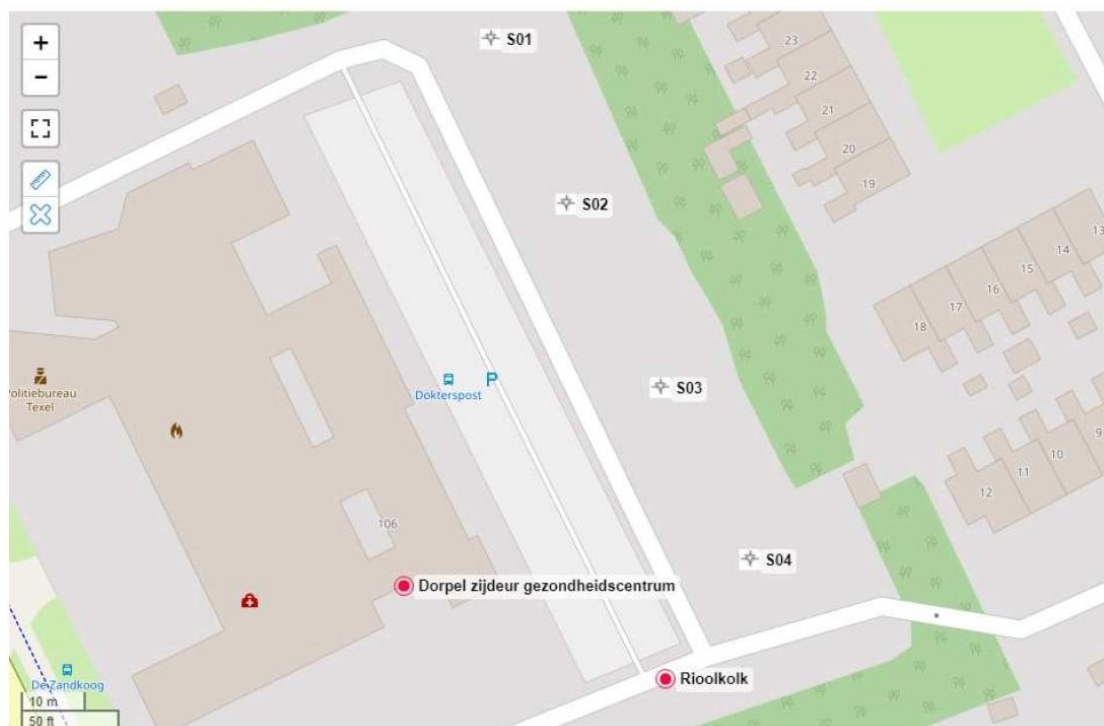 +
−
S01
S02
S03
S04
23
22
21
20
19
18
17
16
15
14
13
12
11
10
9
Politiebureau
Texel
Dokterspost
P
106
Dorpel zijdeur gezondheidscentrum
Rioolkolk
De Zandkoog
10 m
50 ft